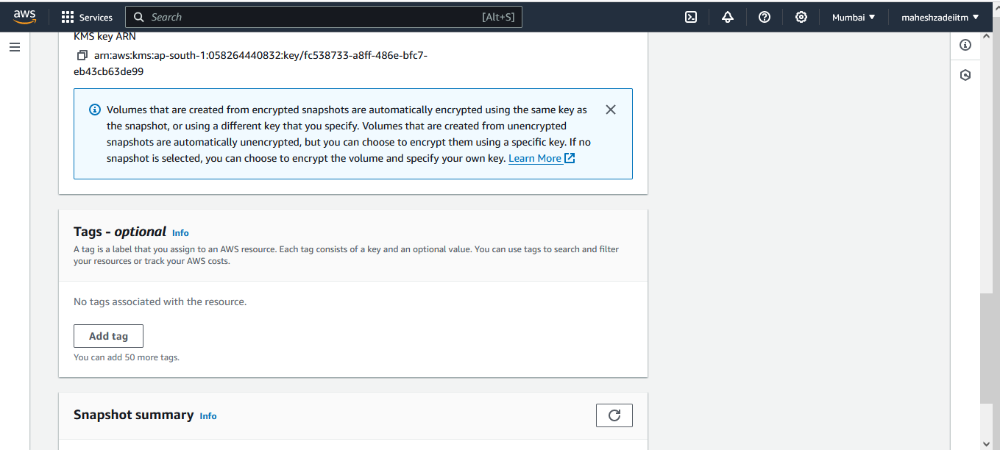 aws
Services
Search
[Alt+S]
Mumbai
maheshzadeiitm
KMS key ARN
arn:aws:kms:ap-south-1:058264440832:key/fc538733-a8ff-486e-bfc7-
eb43cb63de99
Volumes that are created from encrypted snapshots are automatically encrypted using the same key as
the snapshot, or using a different key that you specify. Volumes that are created from unencrypted
snapshots are automatically unencrypted, but you can choose to encrypt them using a specific key. If no
snapshot is selected, you can choose to encrypt the volume and specify your own key. Learn More
Tags - optional Info
A tag is a label that you assign to an AWS resource. Each tag consists of a key and an optional value. You can use tags to search and filter
your resources or track your AWS costs.
No tags associated with the resource.
Add tag
You can add 50 more tags.
Snapshot summary Info